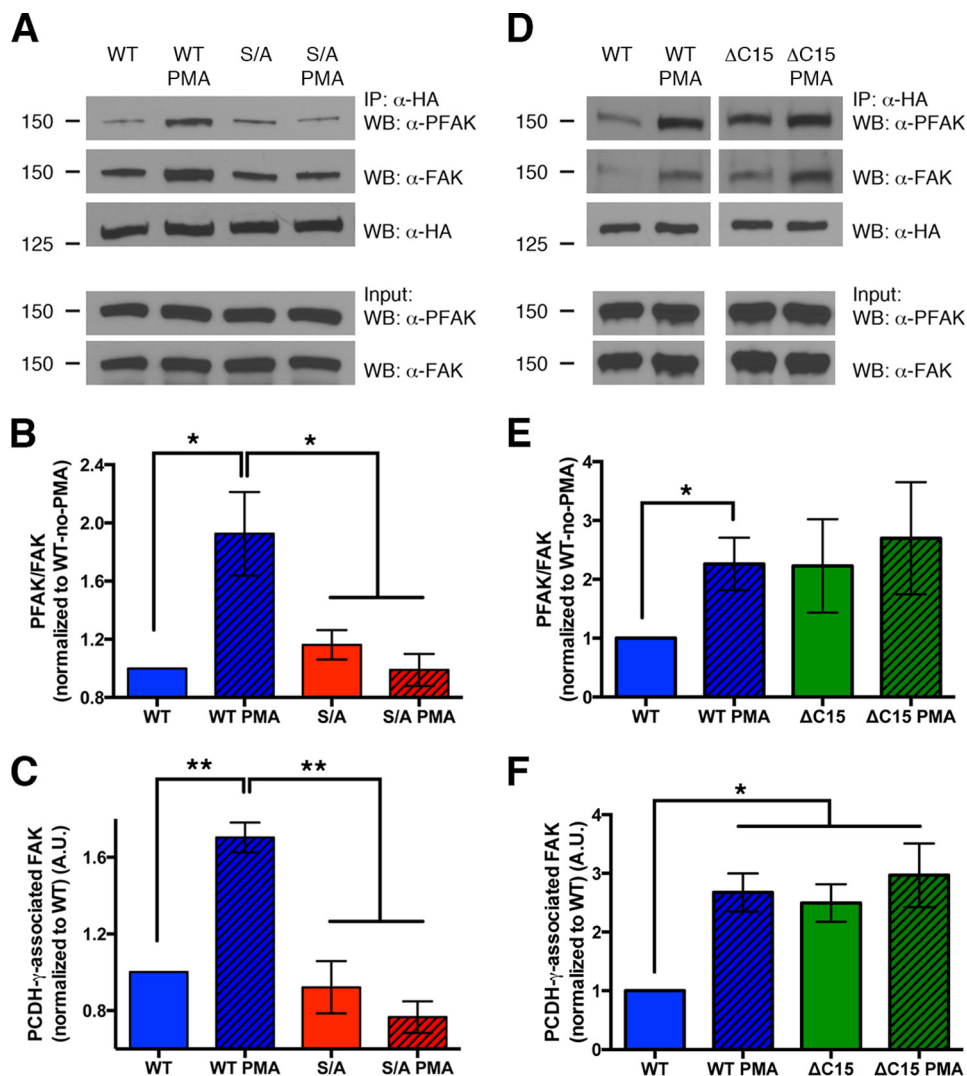 A
WT WT PMA S/A S/A PMA
IP: α-HA
150 WB: α-PFAK
150 WB: α-FAK
125 WB: α-HA
Input:
150 WB: α-PFAK
150 WB: α-FAK
B
* *
PFAK/FAK
(normalized to WT-no-PMA)
2.4
2.0
1.6
1.2
0.8
WT WT PMA S/A S/A PMA
C
** **
PCDH-γ-associated FAK
(normalized to WT) (A.U.)
1.6
1.2
0.8
WT WT PMA S/A S/A PMA
D
WT WT PMA ΔC15 ΔC15 PMA
IP: α-HA
150 WB: α-PFAK
150 WB: α-FAK
125 WB: α-HA
Input:
150 WB: α-PFAK
150 WB: α-FAK
E
*
PFAK/FAK
(normalized to WT-no-PMA)
4
3
2
1
0
WT WT PMA ΔC15 ΔC15 PMA
F
*
PCDH-γ-associated FAK
(normalized to WT) (A.U.)
4
3
2
1
0
WT WT PMA ΔC15 ΔC15 PMA